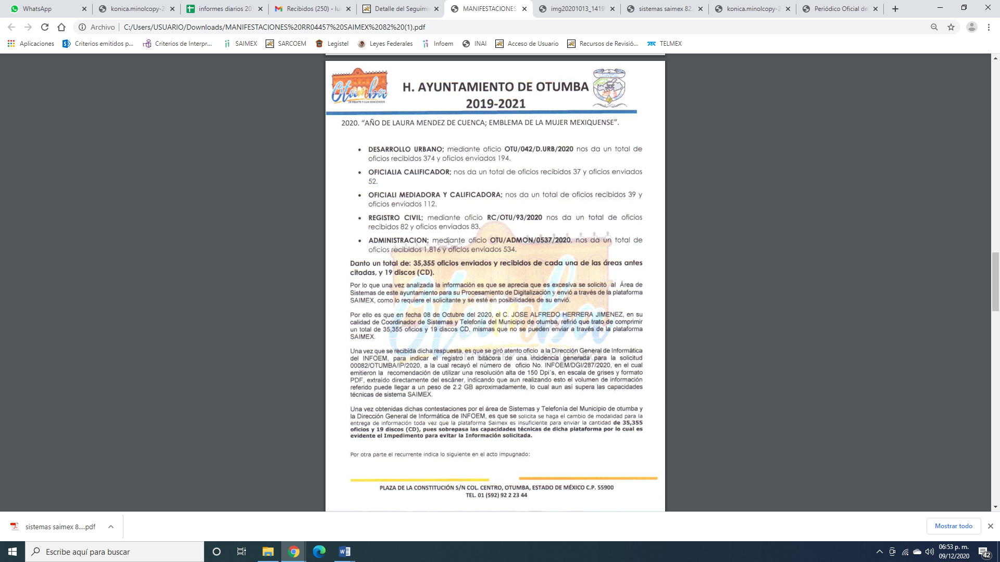 WhatsApp
konica.minolcopy-2
informes diarios 20
Recibidos (250) - lui
Detalle del Seguimi
MANIFESTACIONES
img20201013_1419
sistemas saimex 82.
konica.minolcopy-2
Periódico Oficial de
Archivo
C:/Users/USUARIO/Downloads/MANIFESTACIONES%20RR04457%20SAIMEX%2082%20(1).pdf
Aplicaciones
Criterios emitidos p...
Criterios de Interpr...
SAIMEX
SARCOEM
Legistel
Leyes Federales
Infoem
INAI
Acceso de Usuario
Recursos de Revisió...
TELMEX
Otumba
DE FRENTE Y CON RESULTADOS
H. AYUNTAMIENTO DE OTUMBA
2019-2021
2020. “AÑO DE LAURA MENDEZ DE CUENCA; EMBLEMA DE LA MUJER MEXIQUENSE”.
• DESARROLLO URBANO; mediante oficio OTU/042/D.URB/2020 nos da un total de
oficios recibidos 374 y oficios enviados 194.
• OFICIALIA CALIFICADOR; nos da un total de oficios recibidos 37 y oficios enviados
52.
• OFICIALI MEDIADORA Y CALIFICADORA; nos da un total de oficios recibidos 39 y
oficios enviados 112.
• REGISTRO CIVIL; mediante oficio RC/OTU/93/2020 nos da un total de oficios
recibidos 82 y oficios enviados 83.
• ADMINISTRACION; mediante oficio OTU/ADMON/0537/2020, nos da un total de
oficios recibidos 1,816 y oficios enviados 534.
Danto un total de: 35,355 oficios enviados y recibidos de cada una de las áreas antes
citadas, y 19 discos (CD).
Por lo que una vez analizada la información es que se aprecia que es excesiva se solicitó al Área de
Sistemas de este ayuntamiento para su Procesamiento de Digitalización y envió a través de la plataforma
SAIMEX, como lo requiere el solicitante y se esté en posibilidades de su envió.
Por ello es que en fecha 08 de Octubre del 2020, el C. JOSE ALFREDO HERRERA JIMENEZ, en su
calidad de Coordinador de Sistemas y Telefonía del Municipio de otumba, refirió que trato de comprimir
un total de 35,355 oficios y 19 discos CD, mismas que no se pueden enviar a través de la plataforma
SAIMEX.
Una vez que se recibida dicha respuesta, es que se giró atento oficio a la Dirección General de Informática
del INFOEM, para indicar el registro en bitácora de una incidencia generada para la solicitud
00082/OTUMBA/IP/2020, a la cual recayó el número de oficio No. INFOEM/DGI/287/2020, en el cual
emitieron la recomendación de utilizar una resolución alta de 150 Dpi´s, en escala de grises y formato
PDF, extraído directamente del escáner, indicando que aun realizando esto el volumen de información
referido puede llegar a un peso de 2.2 GB aproximadamente, lo cual aun así supera las capacidades
técnicas de sistema SAIMEX.
Una vez obtenidas dichas contestaciones por el área de Sistemas y Telefonía del Municipio de otumba y
la Dirección General de Informática de INFOEM, es que se solicita se haga el cambio de modalidad para la
entrega de información toda vez que la plataforma Saimex es insuficiente para enviar la cantidad de 35,355
oficios y 19 discos (CD), pues sobrepasa las capacidades técnicas de dicha plataforma por lo cual es
evidente el Impedimento para evitar la Información solicitada.
Por otra parte el recurrente indica lo siguiente en el acto impugnado:
PLAZA DE LA CONSTITUCIÓN S/N COL. CENTRO, OTUMBA, ESTADO DE MÉXICO C.P. 55900
TEL. 01 (592) 92 2 23 44
sistemas saimex 8....pdf
Mostrar todo
Escribe aquí para buscar
06:53 p. m.
09/12/2020
42